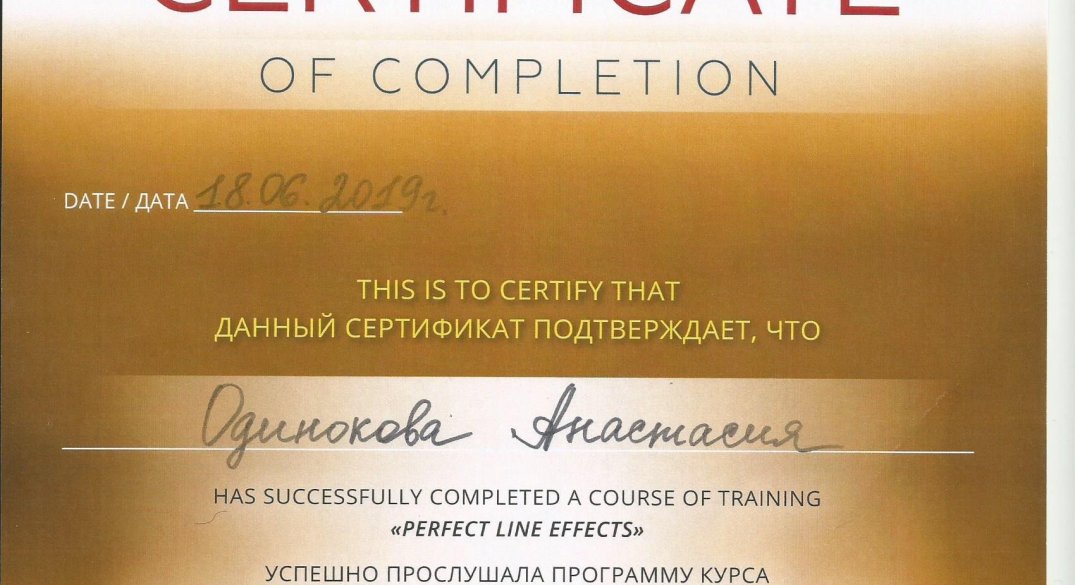 CERTIFICATE
OF COMPLETION
DATE / ДАТА 18.06.2019г.
THIS IS TO CERTIFY THAT
ДАННЫЙ СЕРТИФИКАТ ПОДТВЕРЖДАЕТ, ЧТО
Одинокова Анастасия
HAS SUCCESSFULLY COMPLETED A COURSE OF TRAINING
«PERFECT LINE EFFECTS»
УСПЕШНО ПРОСЛУШАЛА ПРОГРАММУ КУРСА